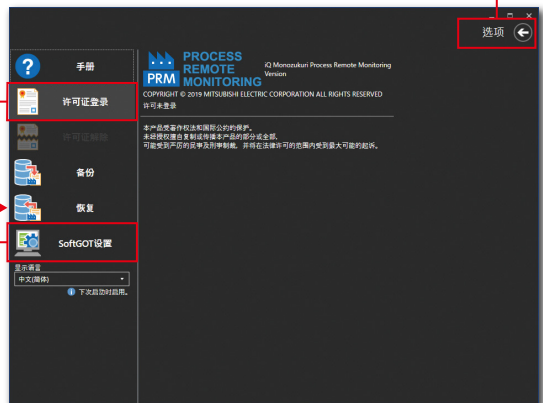 选项
手册
许可证登录
许可证解除
备份
恢复
SoftGOT设置
显示语言
中文(简体)
下次启动时启用。
PRM
PROCESS
REMOTE
MONITORING
iQ Monozukuri Process Remote Monitoring
Version
COPYRIGHT © 2019 MITSUBISHI ELECTRIC CORPORATION ALL RIGHTS RESERVED
许可未登录
本产品受著作权法和国际公约的保护。
未经授权擅自复制或传播本产品的部分或全部、
可能受到严厉的民事及刑事制裁，并将在法律许可的范围内受到最大可能的起诉。